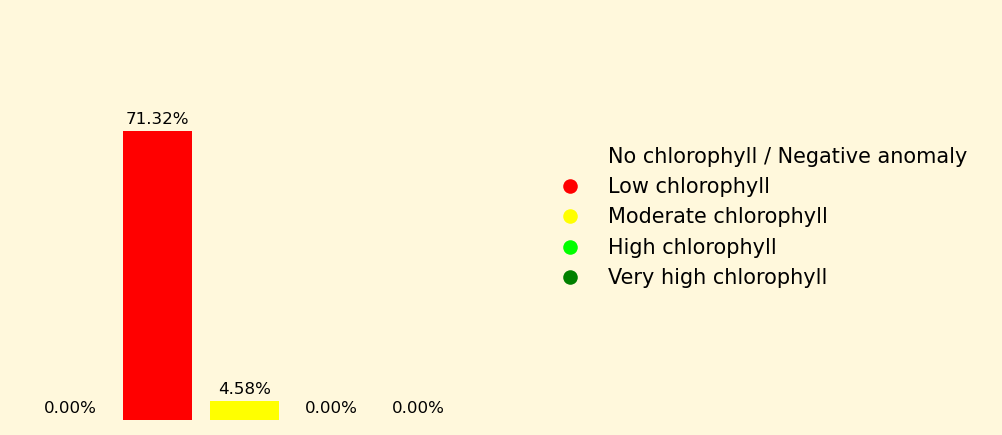 71.32%
4.58%
0.00%
0.00%
0.00%
No chlorophyll / Negative anomaly
Low chlorophyll
Moderate chlorophyll
High chlorophyll
Very high chlorophyll